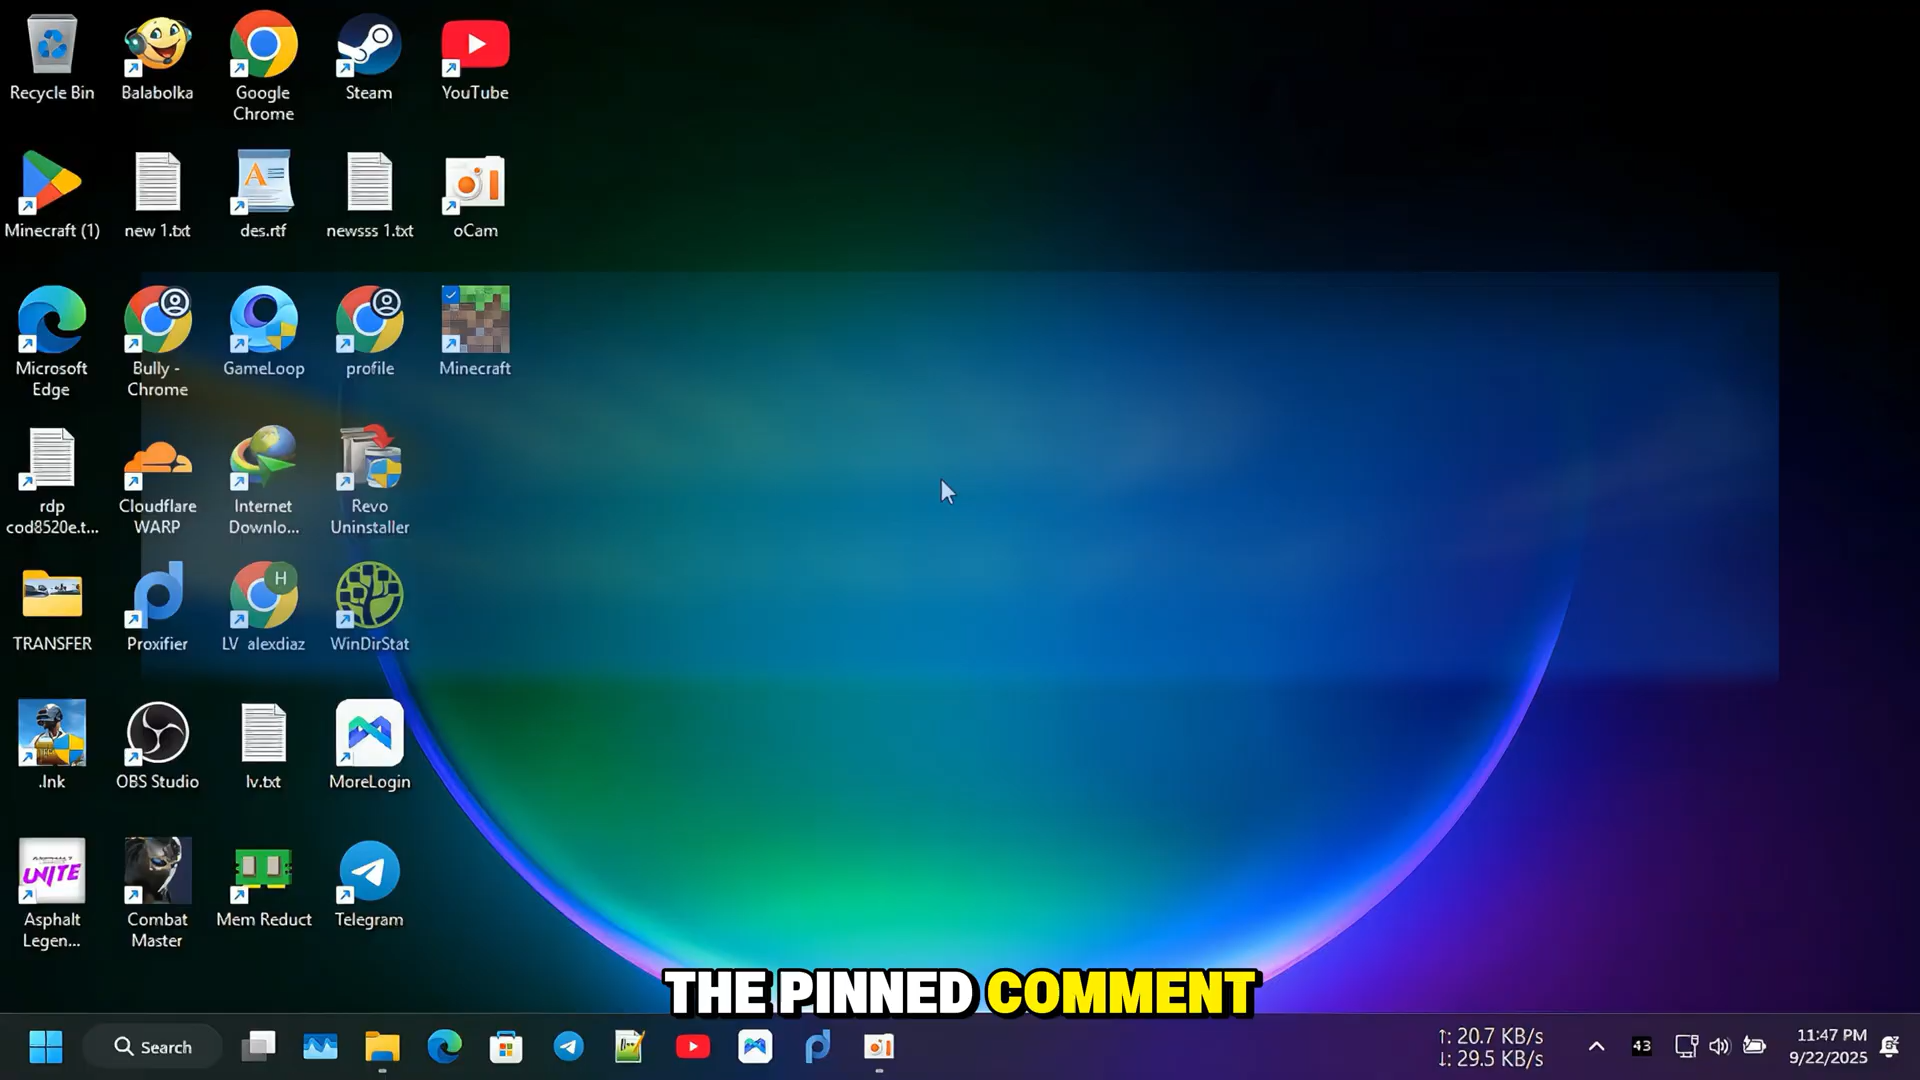 Recycle Bin
Balabolka
Google
Chrome
Steam
YouTube
Minecraft (1)
new 1.txt
des.rtf
newsss 1.txt
oCam
Microsoft
Edge
Bully -
Chrome
GameLoop
profile
Minecraft
rdp
cod8520e.t...
Cloudflare
WARP
Internet
Downlo...
Revo
Uninstaller
TRANSFER
Proxifier
H
LV_alexdiaz
WinDirStat
.lnk
OBS Studio
lv.txt
MoreLogin
UNITE
Asphalt
Legen...
Combat
Master
Mem Reduct
Telegram
THE PINNED COMMENT
Search
↑: 20.7 KB/s
↓: 29.5 KB/s
43
11:47 PM
9/22/2025